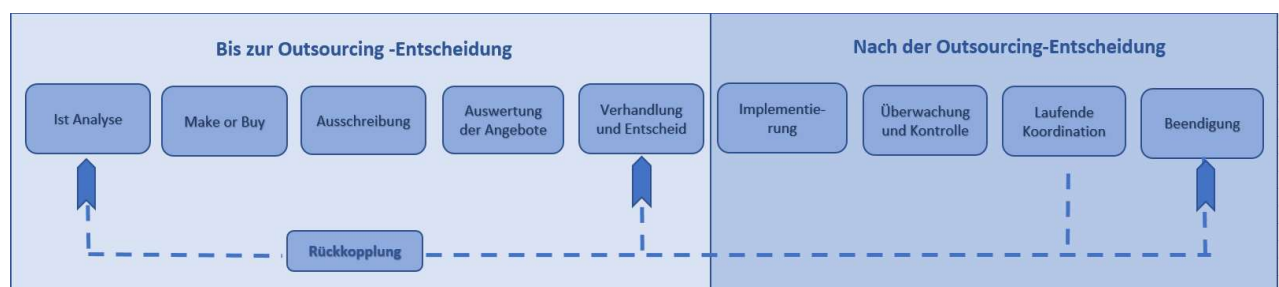 Bis zur Outsourcing -Entscheidung
Nach der Outsourcing-Entscheidung
Ist Analyse
Make or Buy
Ausschreibung
Auswertung
der Angebote
Verhandlung
und Entscheid
Implementie-
rung
Überwachung
und Kontrolle
Laufende
Koordination
Beendigung
Rückkopplung